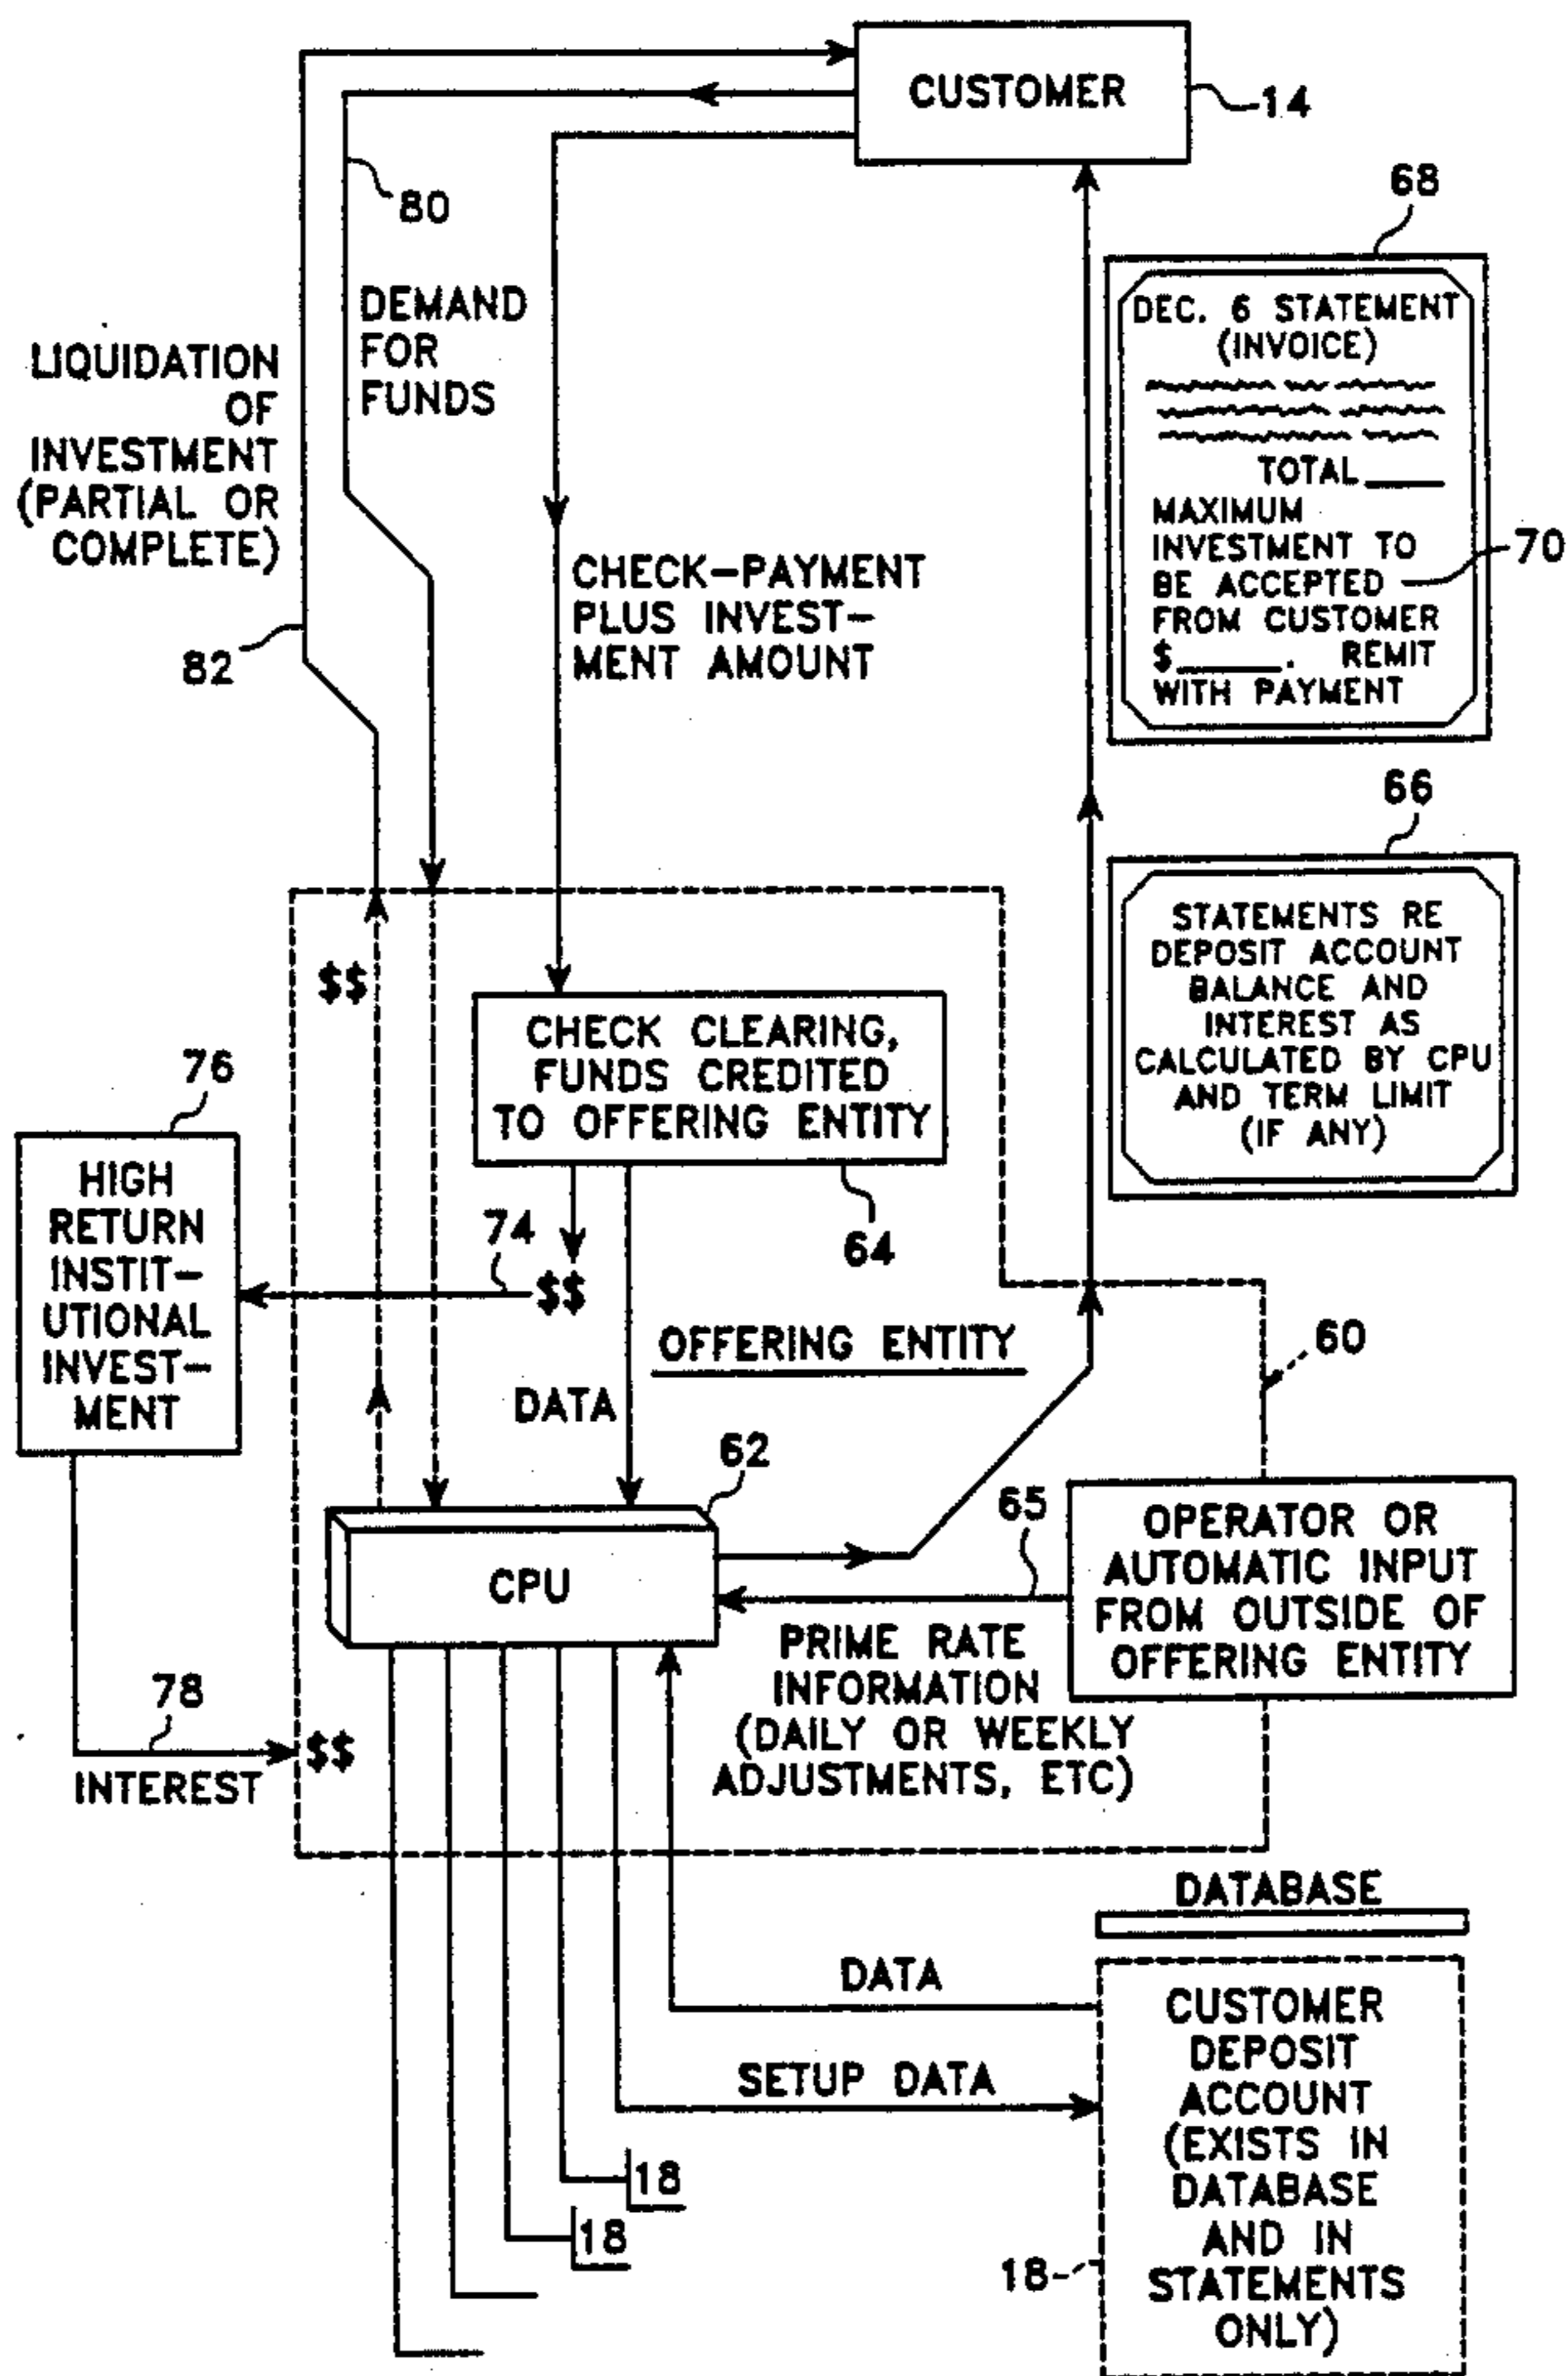 CUSTOMER
14
80
DEMAND
FOR
FUNDS
LIQUIDATION
OF
INVESTMENT
(PARTIAL OR
COMPLETE)
82
CHECK-PAYMENT
PLUS INVEST-
MENT AMOUNT
68
DEC. 6 STATEMENT
(INVOICE)
TOTAL____
MAXIMUM
INVESTMENT TO
BE ACCEPTED
FROM CUSTOMER
$_____. REMIT
WITH PAYMENT
70
66
STATEMENTS RE
DEPOSIT ACCOUNT
BALANCE AND
INTEREST AS
CALCULATED BY CPU
AND TERM LIMIT
(IF ANY)
$$
CHECK CLEARING,
FUNDS CREDITED
TO OFFERING ENTITY
64
76
HIGH
RETURN
INSTIT-
UTIONAL
INVEST-
MENT
74
$$
OFFERING ENTITY
60
DATA
62
CPU
65
OPERATOR OR
AUTOMATIC INPUT
FROM OUTSIDE OF
OFFERING ENTITY
PRIME RATE
INFORMATION
(DAILY OR WEEKLY
ADJUSTMENTS, ETC)
78
$$
INTEREST
DATABASE
DATA
SETUP DATA
CUSTOMER
DEPOSIT
ACCOUNT
(EXISTS IN
DATABASE
AND IN
STATEMENTS
ONLY)
18
18
18